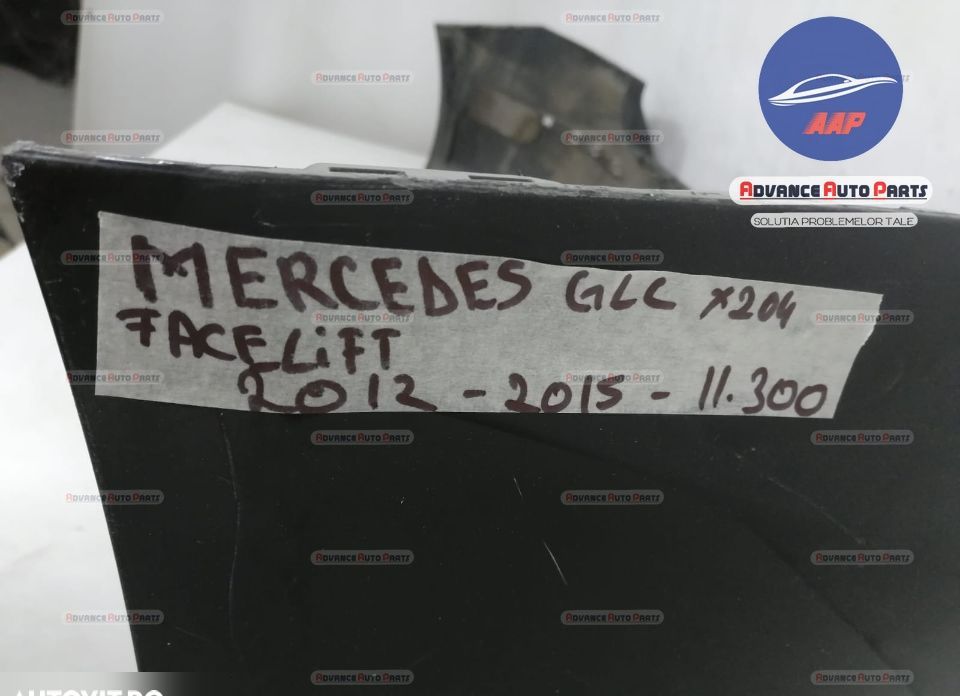 AAP
ADVANCE AUTO PARTS
SOLUTIA PROBLEMELOR TALE
MERCEDES GLC X204
FACELIFT
2012 - 2015 - 11.300